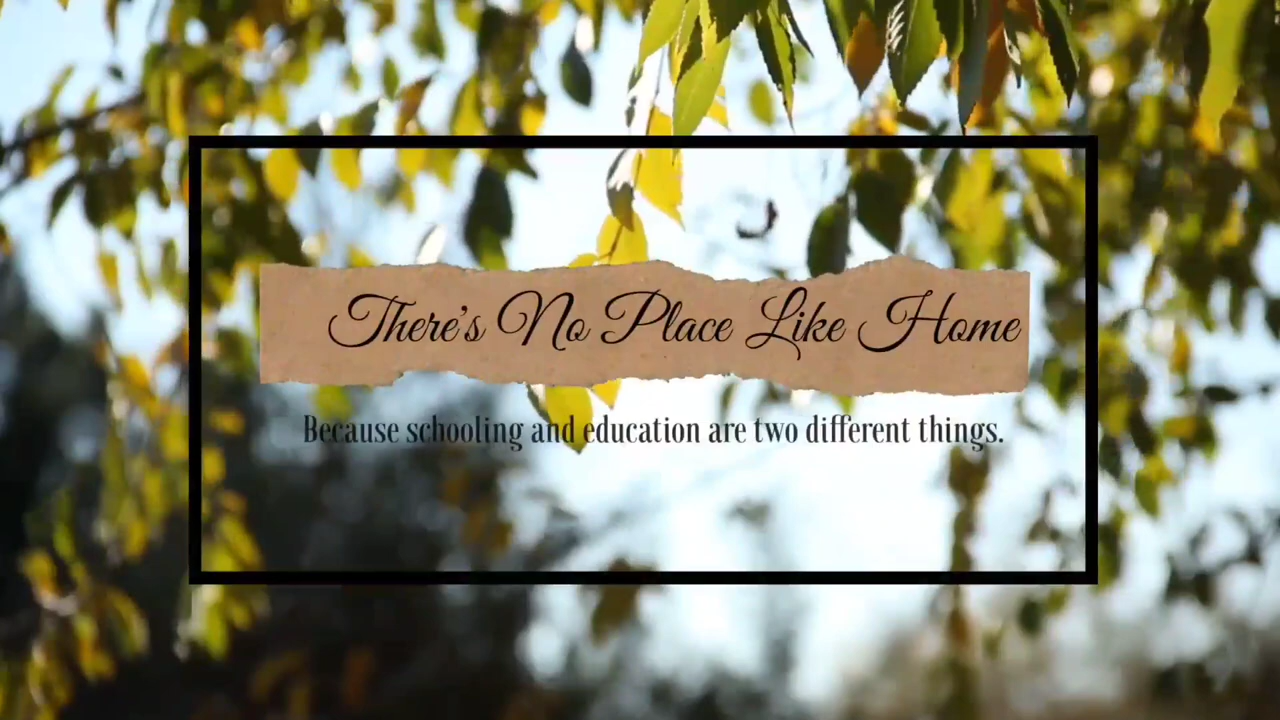 There's No Place Like Home
Because schooling and education are two different things.